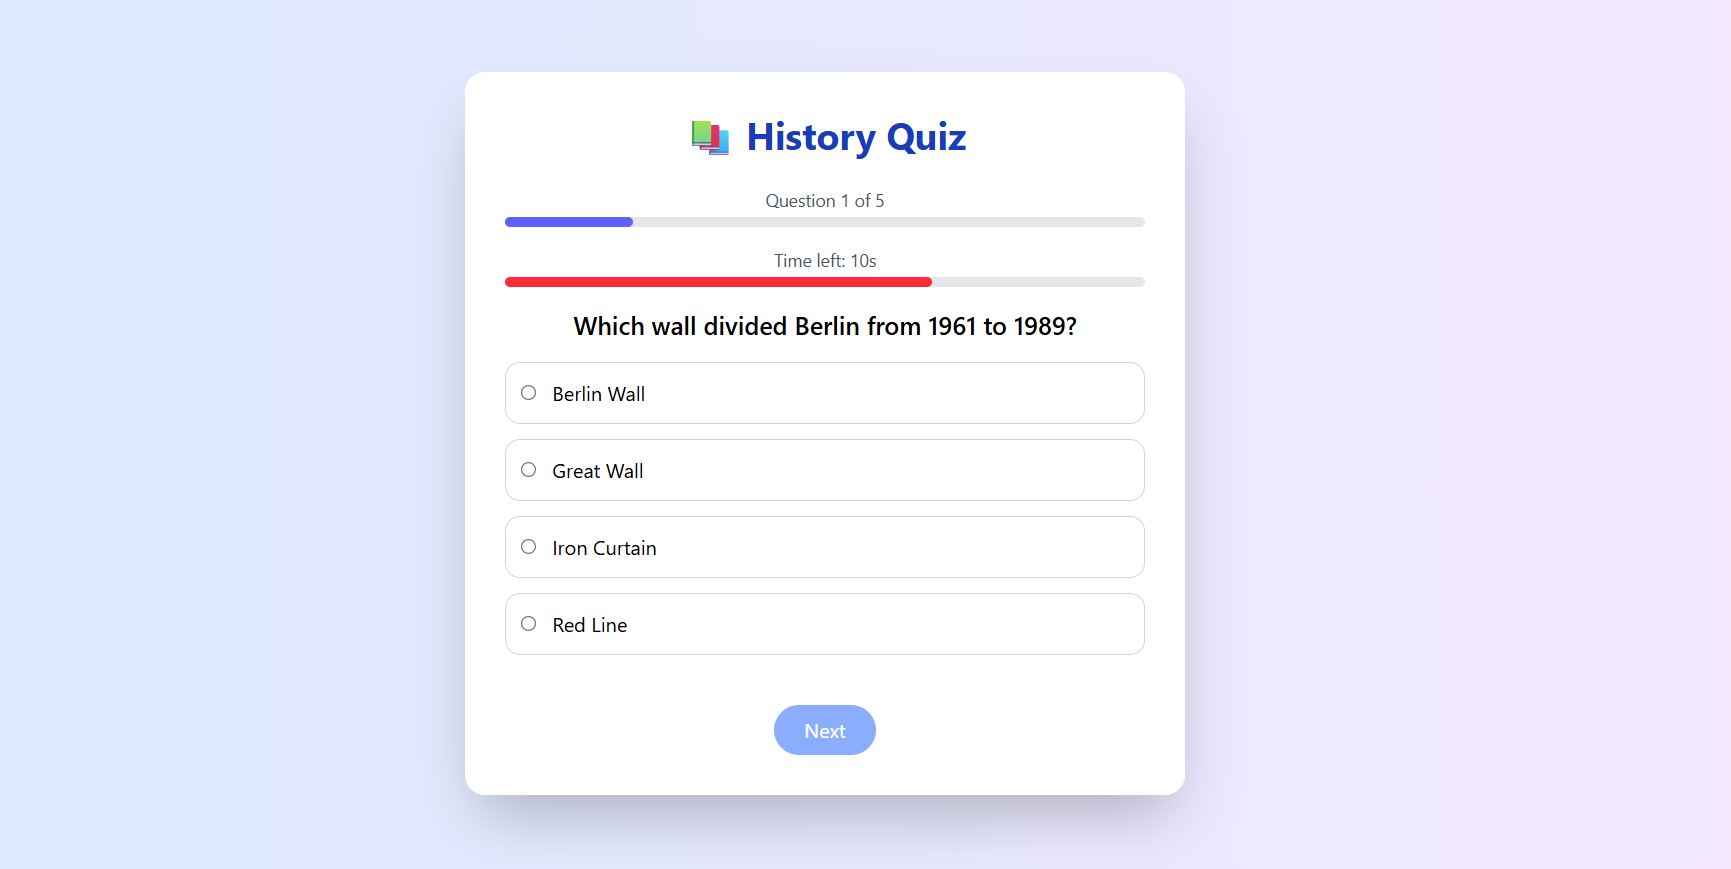 History Quiz
Question 1 of 5
Time left: 10s
Which wall divided Berlin from 1961 to 1989?
Berlin Wall
Great Wall
Iron Curtain
Red Line
Next